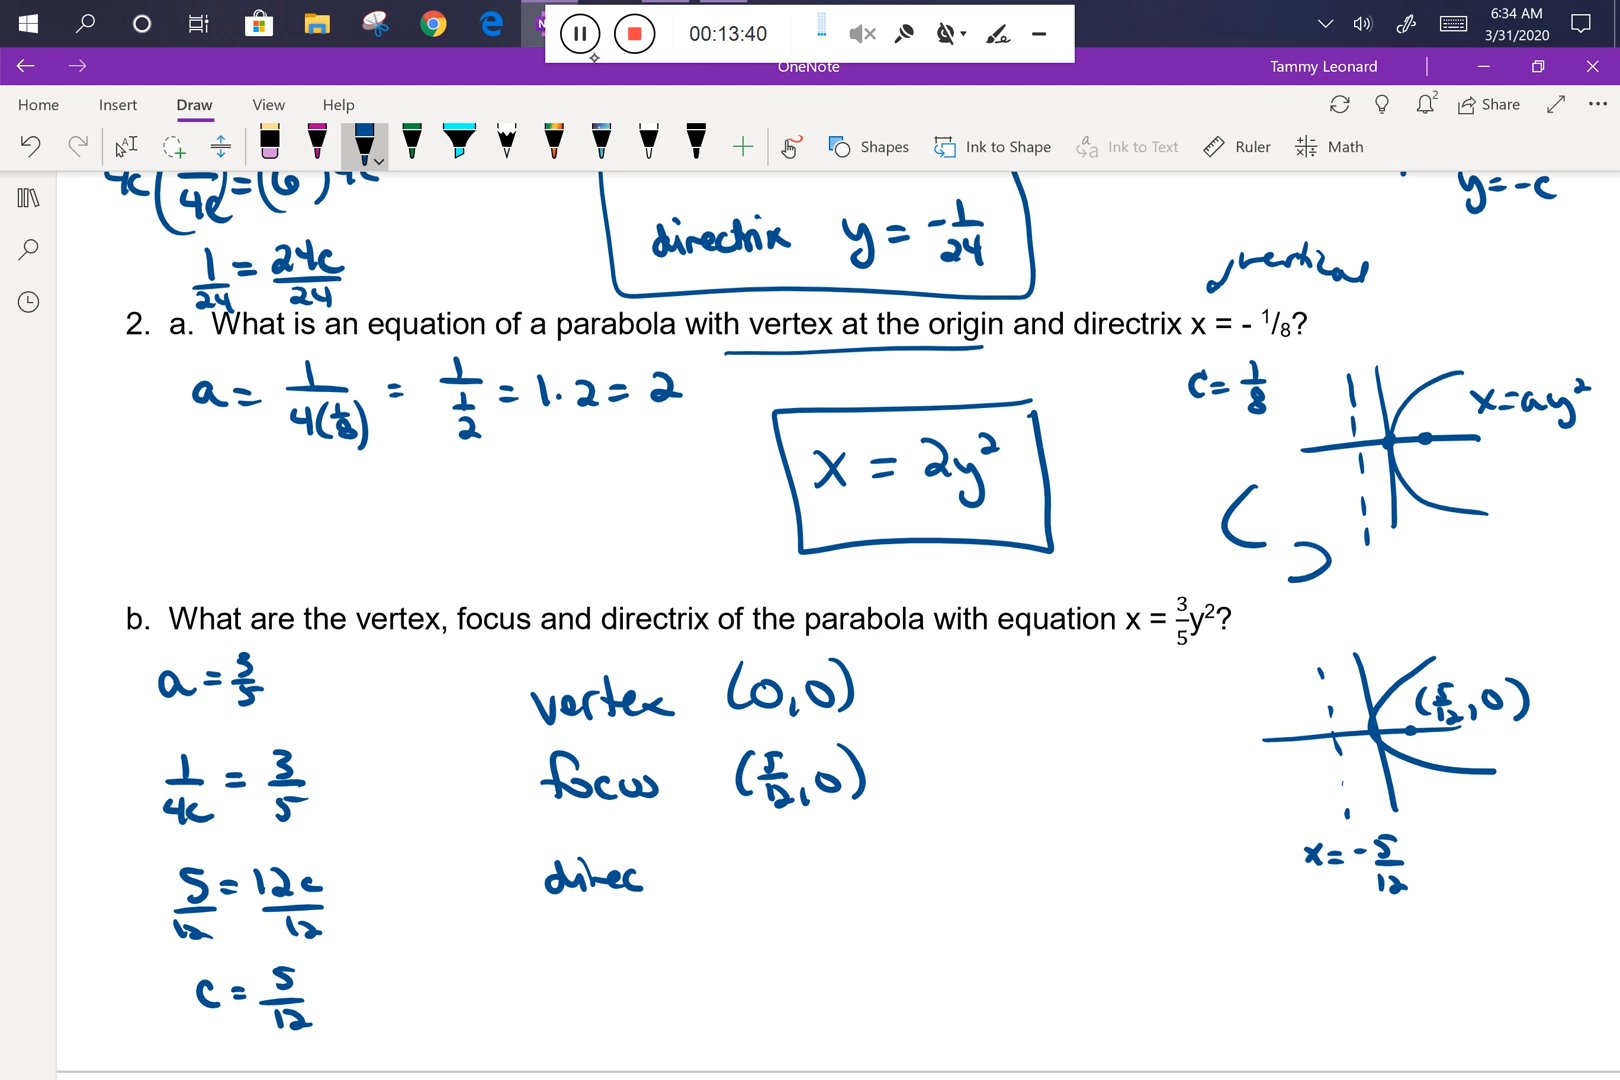 6:34 AM
3/31/2020
00:13:40
OneNote
Tammy Leonard
Home Insert Draw View Help
2 Share
Shapes Ink to Shape Ink to Text Ruler Math
directrix y = -1/24
y = -c
1/24 = 24c/24
vertical
2. a. What is an equation of a parabola with vertex at the origin and directrix x = - 1/8?
a = 1/4(1/8) = 1/(1/2) = 1·2 = 2
c = 1/8
x = ay²
x = 2y²
b. What are the vertex, focus and directrix of the parabola with equation x = 3/5y²?
a = 3/5
vertex (0,0)
(5/12, 0)
1/4c = 3/5
focus (5/12, 0)
x = -5/12
5/12 = 12c/12
direc
c = 5/12